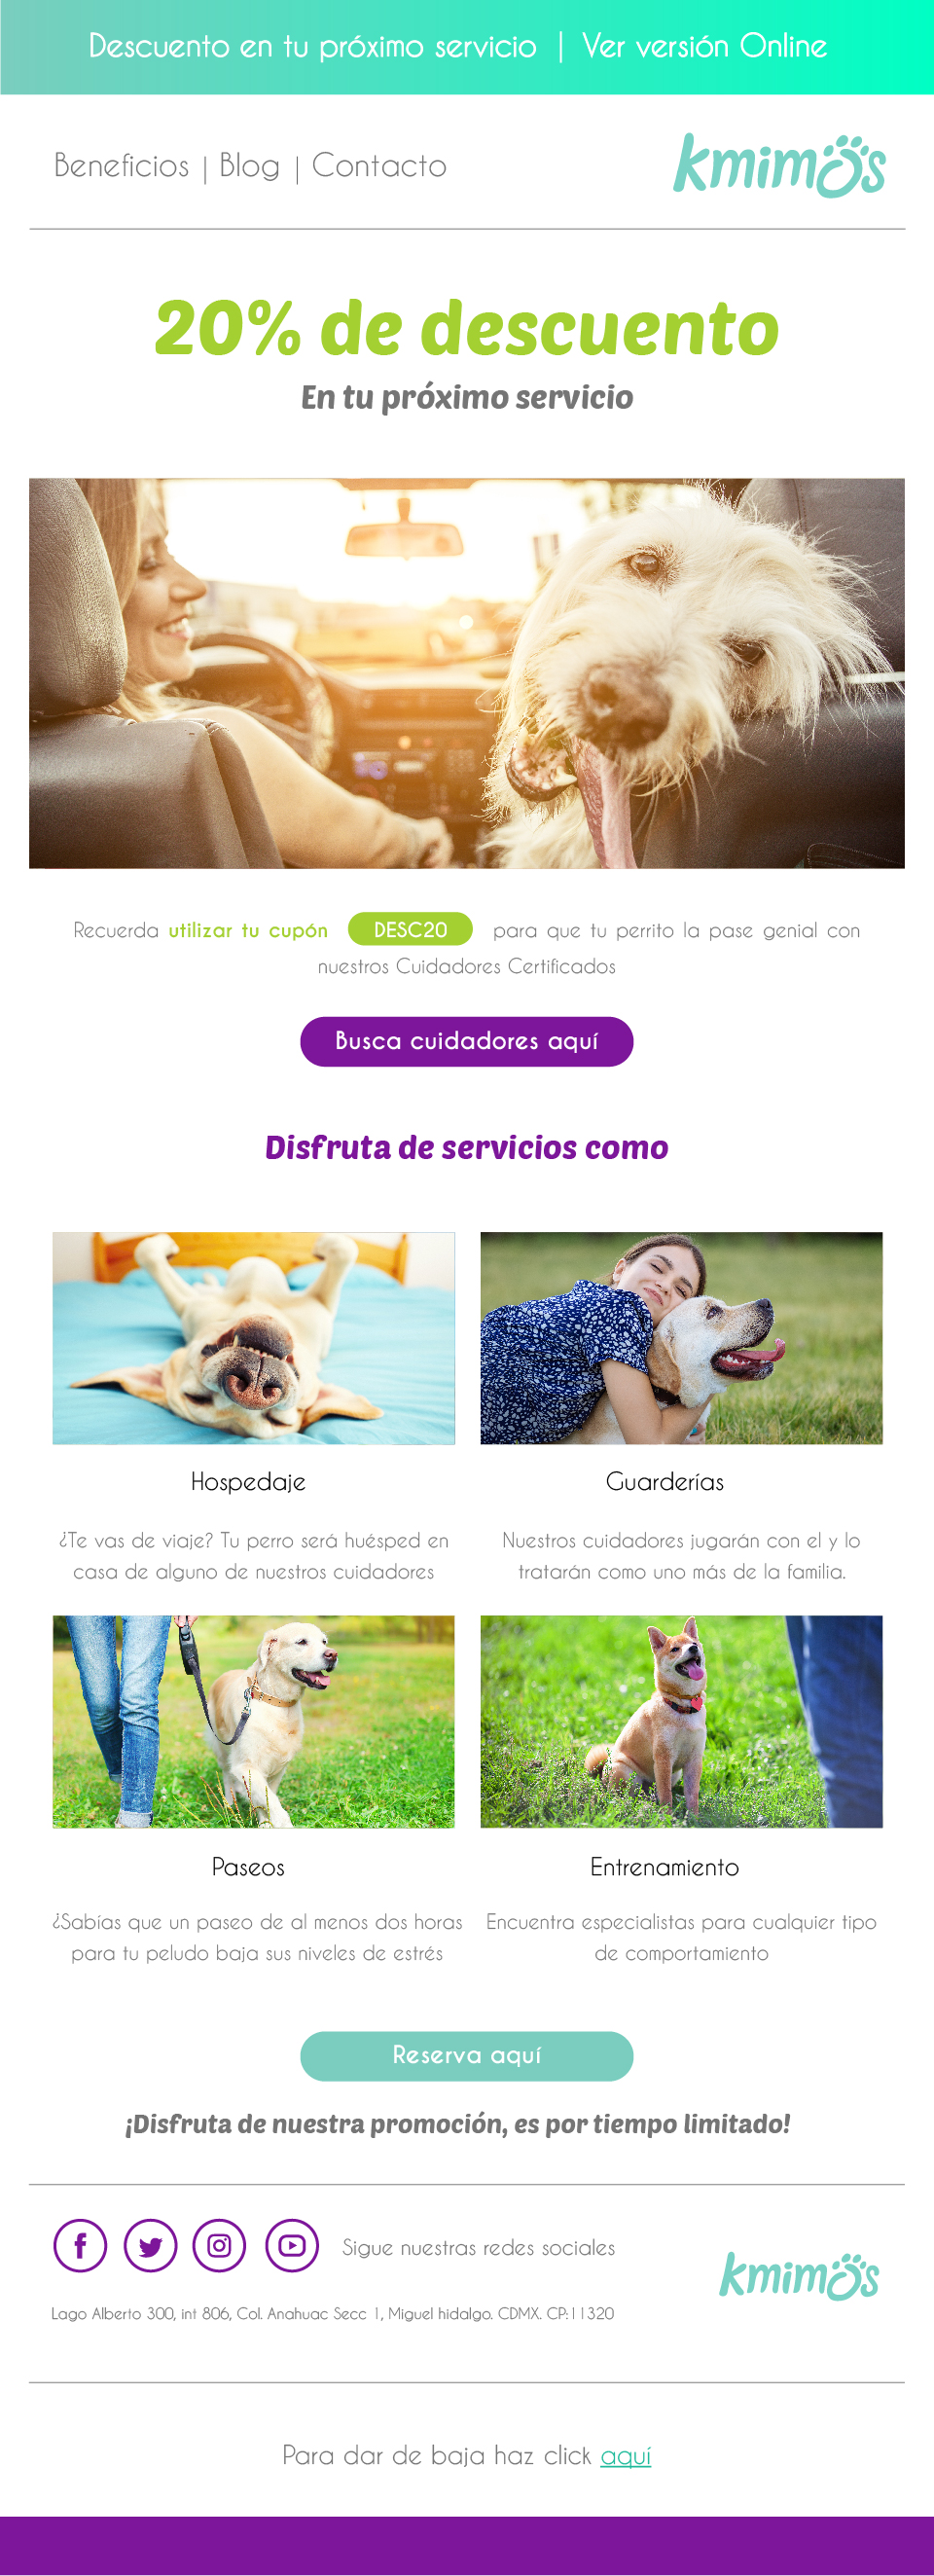 Descuento en tu próximo servicio | Ver versión Online
Beneficios | Blog | Contacto
kmimos
20% de descuento
En tu próximo servicio
Recuerda utilizar tu cupón DESC20 para que tu perrito la pase genial con
nuestros Cuidadores Certificados
Busca cuidadores aquí
Disfruta de servicios como
Hospedaje
¿Te vas de viaje? Tu perro será huésped en
casa de alguno de nuestros cuidadores
Guarderías
Nuestros cuidadores jugarán con el y lo
tratarán como uno más de la familia.
Paseos
¿Sabías que un paseo de al menos dos horas
para tu peludo baja sus niveles de estrés
Entrenamiento
Encuentra especialistas para cualquier tipo
de comportamiento
Reserva aquí
¡Disfruta de nuestra promoción, es por tiempo limitado!
Sigue nuestras redes sociales
kmimos
Lago Alberto 300, int 806, Col. Anahuac Secc 1, Miguel hidalgo. CDMX. CP:11320
Para dar de baja haz click aquí